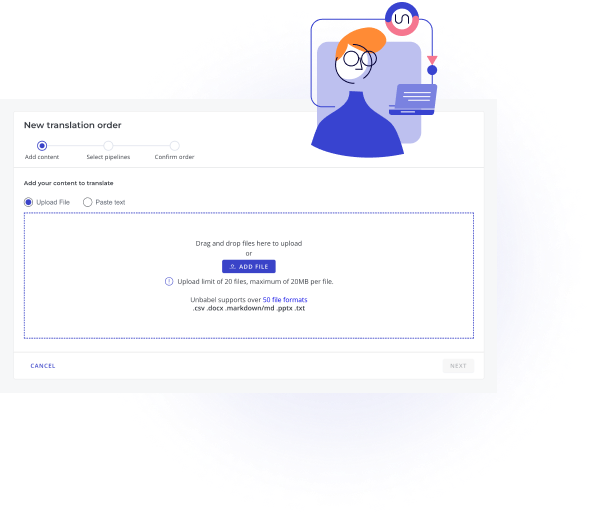 New translation order
Add content Select pipelines Confirm order
Add your content to translate
Upload File Paste text
Drag and drop files here to upload
or
ADD FILE
Upload limit of 20 files, maximum of 20MB per file.
Unbabel supports over 50 file formats
.csv .docx .markdown/md .pptx .txt
CANCEL NEXT